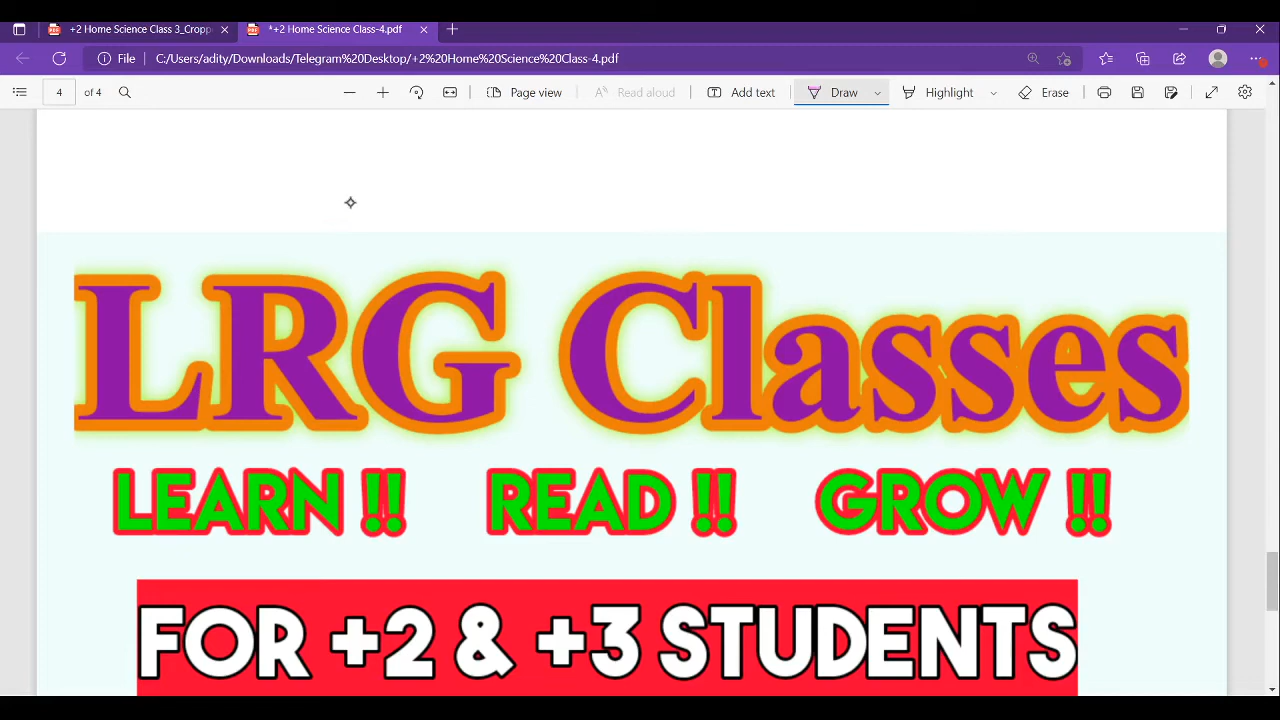 +2 Home Science Class 3_Cropp
*+2 Home Science Class-4.pdf
File
C:/Users/adity/Downloads/Telegram%20Desktop/+2%20Home%20Science%20Class-4.pdf
4 of 4
Page view
Read aloud
Add text
Draw
Highlight
Erase
LRG Classes
LEARN !! READ !! GROW !!
FOR +2 & +3 STUDENTS